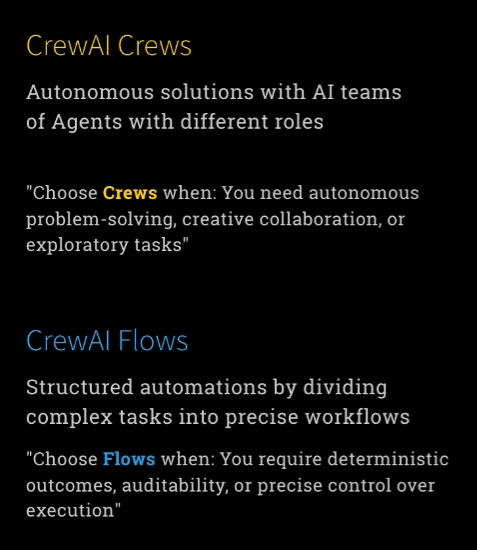 CrewAI Crews
Autonomous solutions with AI teams
of Agents with different roles
"Choose Crews when: You need autonomous
problem-solving, creative collaboration, or
exploratory tasks"
CrewAI Flows
Structured automations by dividing
complex tasks into precise workflows
"Choose Flows when: You require deterministic
outcomes, auditability, or precise control over
execution"